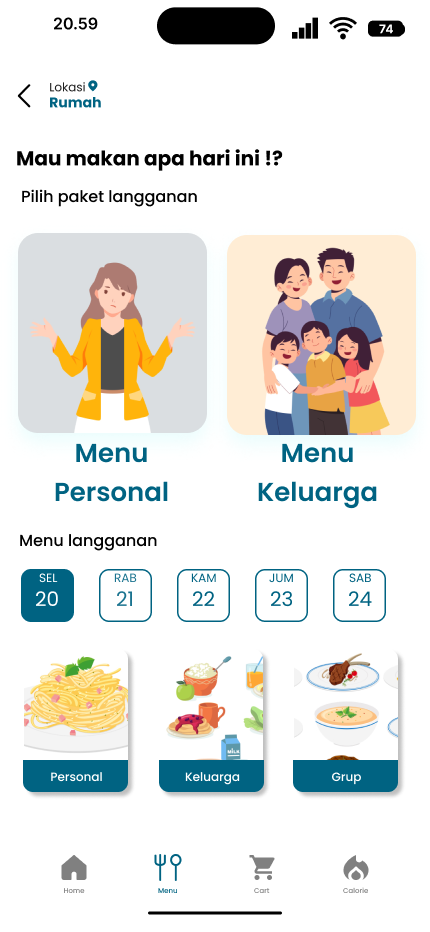 20.59
74
Lokasi
Rumah
Mau makan apa hari ini !?
Pilih paket langganan
Menu
Personal
Menu
Keluarga
Menu langganan
SEL
20
RAB
21
KAM
22
JUM
23
SAB
24
MILK
Personal
Keluarga
Grup
Home
Menu
Cart
Calorie